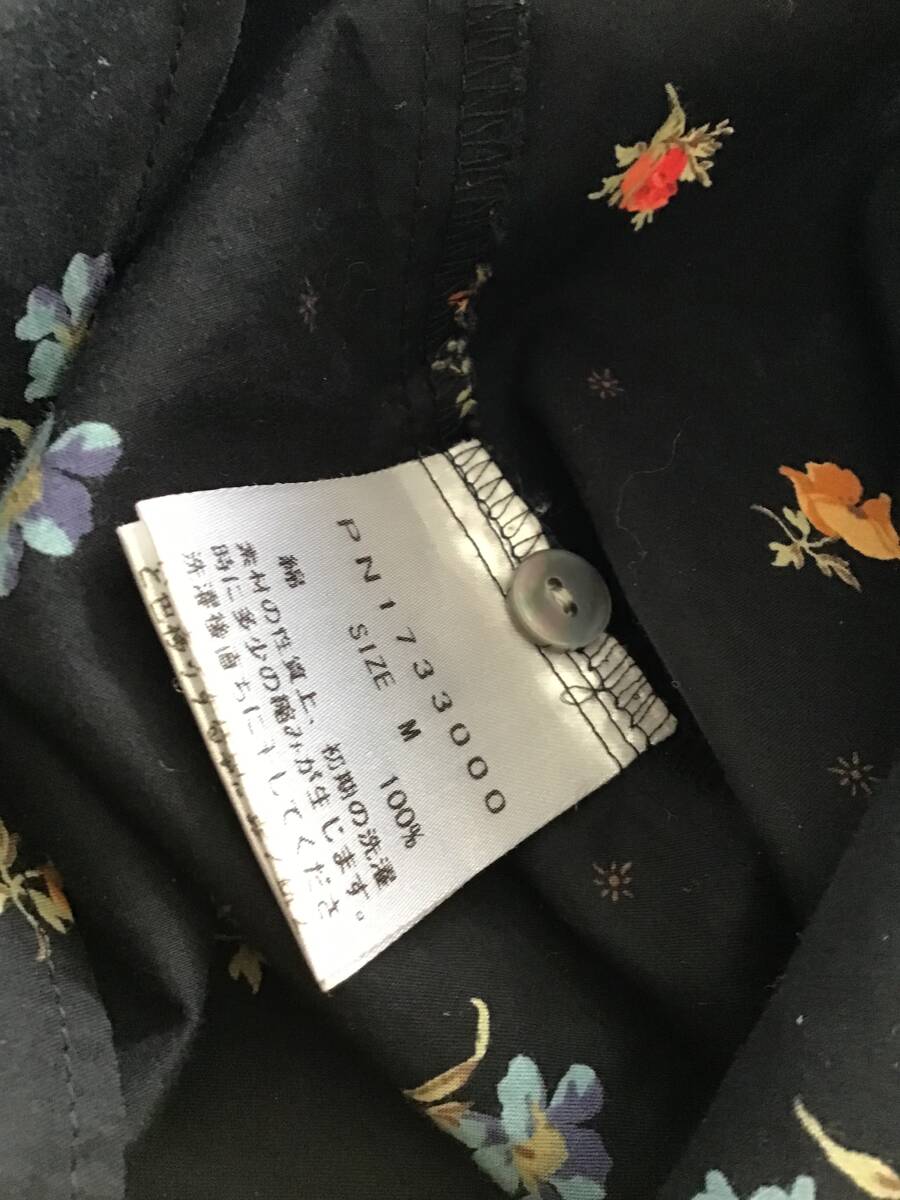 PN173300O
SIZE M
綿 100%
素材の性質上、初期の洗濯
時に多少の縮みが生じます。
洗濯後直ちに干してくださ